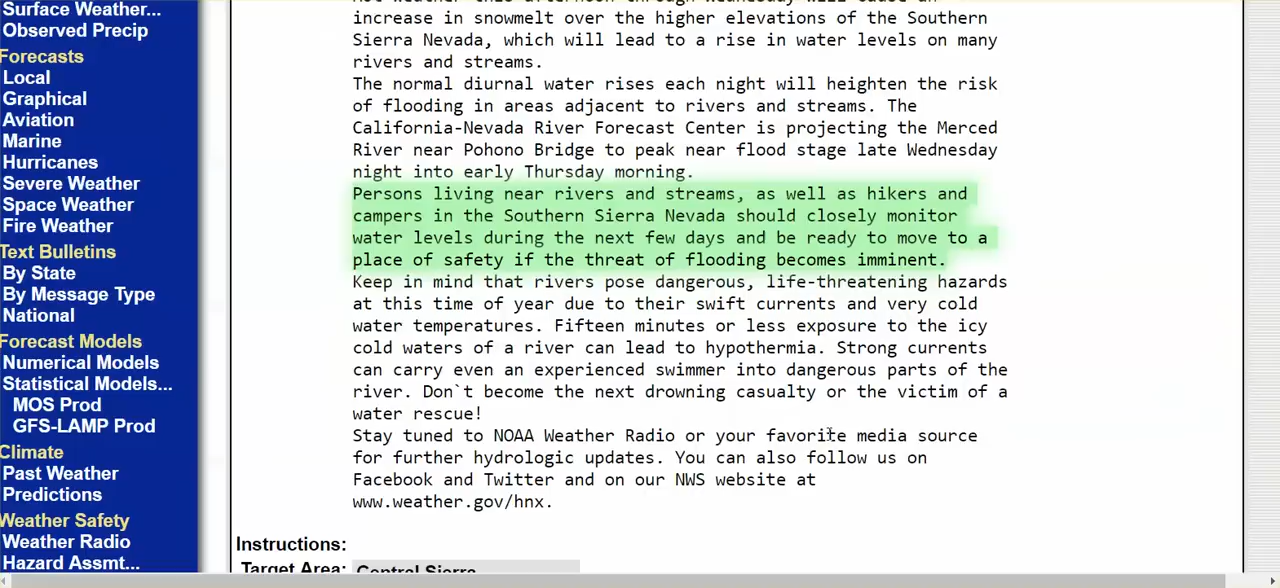 Surface Weather...
Observed Precip
Forecasts
Local
Graphical
Aviation
Marine
Hurricanes
Severe Weather
Space Weather
Fire Weather
Text Bulletins
By State
By Message Type
National
Forecast Models
Numerical Models
Statistical Models...
MOS Prod
GFS-LAMP Prod
Climate
Past Weather
Predictions
Weather Safety
Weather Radio
Hazard Assmt...
increase in snowmelt over the higher elevations of the Southern
Sierra Nevada, which will lead to a rise in water levels on many
rivers and streams.
The normal diurnal water rises each night will heighten the risk
of flooding in areas adjacent to rivers and streams. The
California-Nevada River Forecast Center is projecting the Merced
River near Pohono Bridge to peak near flood stage late Wednesday
night into early Thursday morning.
Persons living near rivers and streams, as well as hikers and
campers in the Southern Sierra Nevada should closely monitor
water levels during the next few days and be ready to move to a
place of safety if the threat of flooding becomes imminent.
Keep in mind that rivers pose dangerous, life-threatening hazards
at this time of year due to their swift currents and very cold
water temperatures. Fifteen minutes or less exposure to the icy
cold waters of a river can lead to hypothermia. Strong currents
can carry even an experienced swimmer into dangerous parts of the
river. Don`t become the next drowning casualty or the victim of a
water rescue!
Stay tuned to NOAA Weather Radio or your favorite media source
for further hydrologic updates. You can also follow us on
Facebook and Twitter and on our NWS website at
www.weather.gov/hnx.
Instructions:
Target Area: Central Sierra